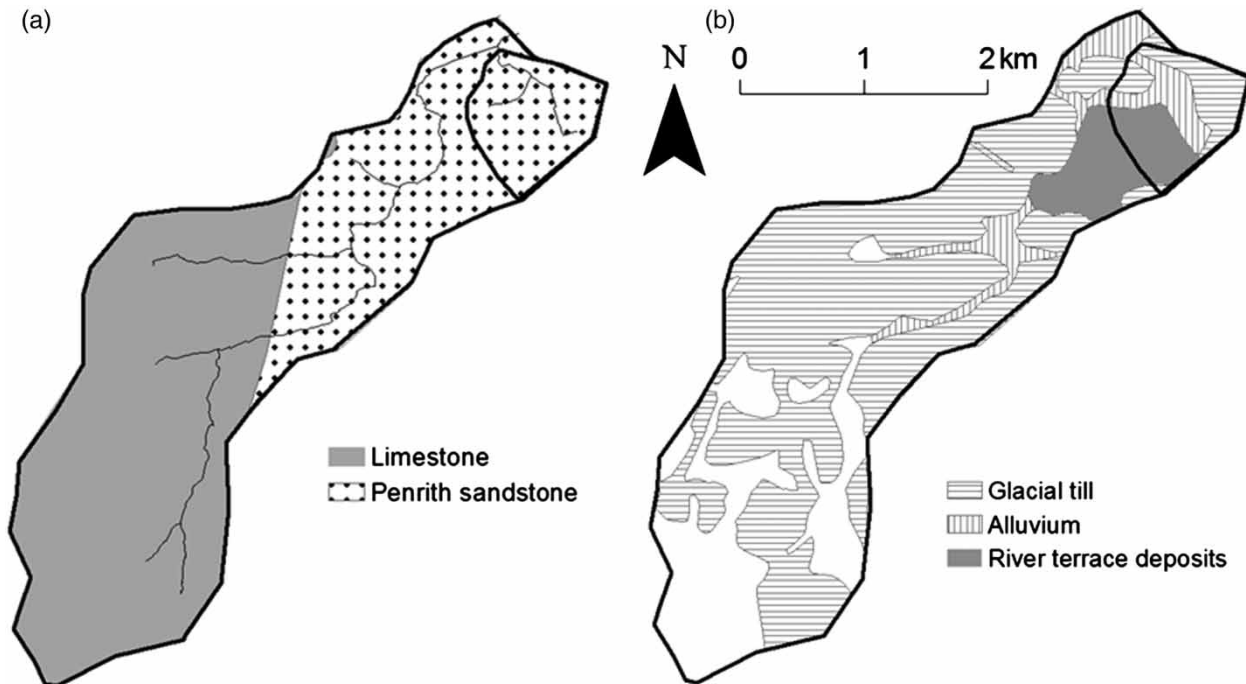 (a)
Limestone
Penrith sandstone
(b)
N
0 1 2 km
Glacial till
Alluvium
River terrace deposits